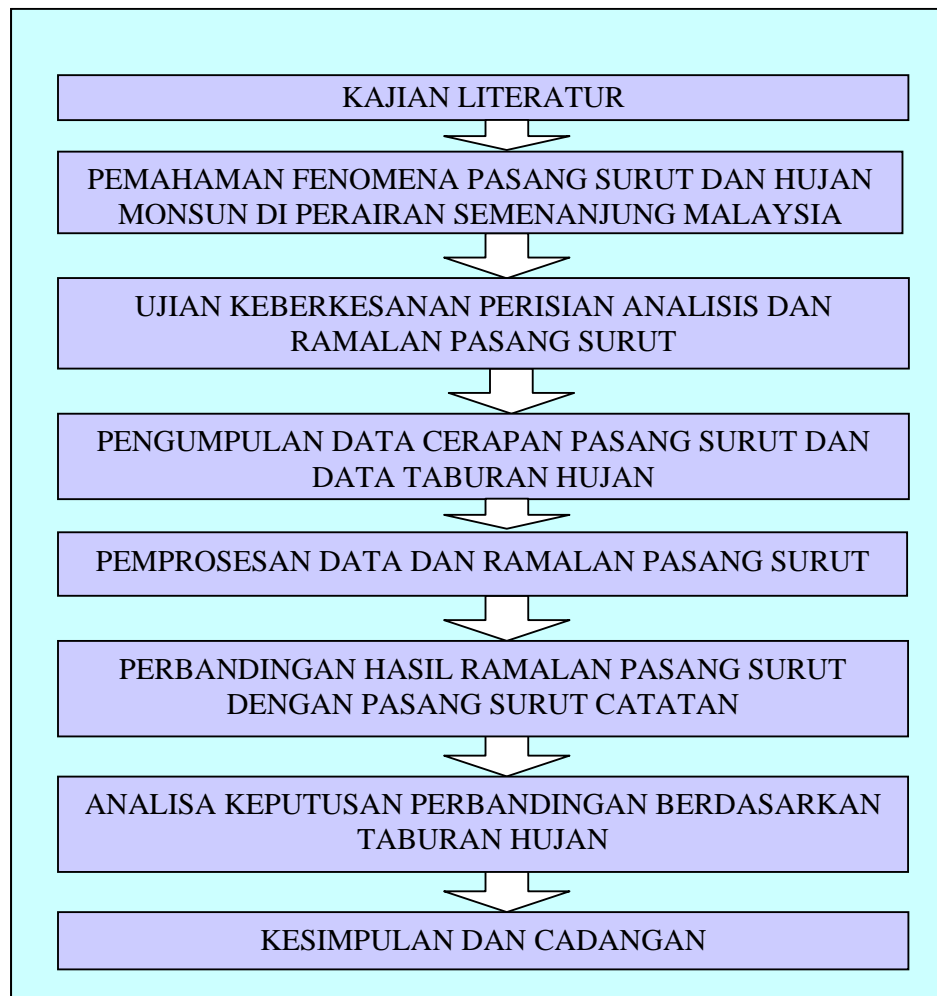 KAJIAN LITERATUR
PEMAHAMAN FENOMENA PASANG SURUT DAN HUJAN
MONSUN DI PERAIRAN SEMENANJUNG MALAYSIA
UJIAN KEBERKESANAN PERISIAN ANALISIS DAN
RAMALAN PASANG SURUT
PENGUMPULAN DATA CERAPAN PASANG SURUT DAN
DATA TABURAN HUJAN
PEMPROSESAN DATA DAN RAMALAN PASANG SURUT
PERBANDINGAN HASIL RAMALAN PASANG SURUT
DENGAN PASANG SURUT CATATAN
ANALISA KEPUTUSAN PERBANDINGAN BERDASARKAN
TABURAN HUJAN
KESIMPULAN DAN CADANGAN